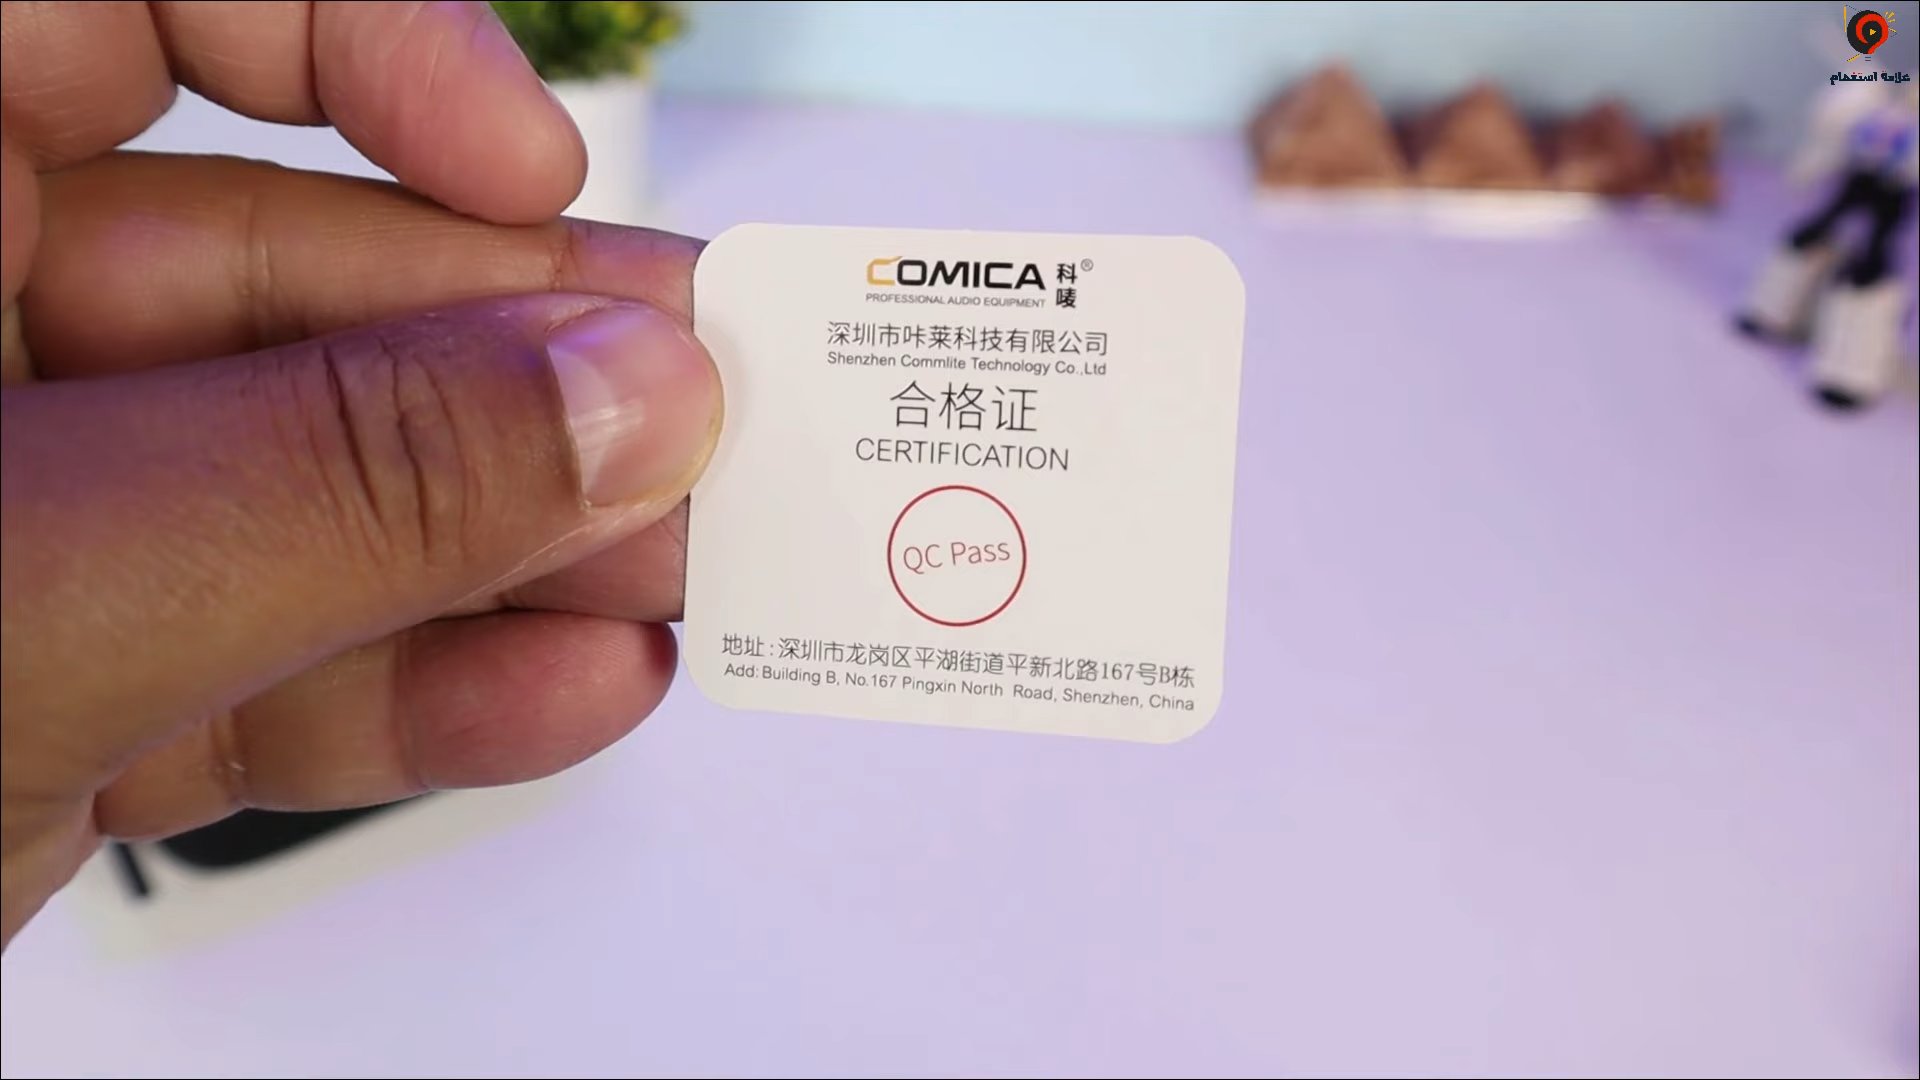 علامة استفهام
COMICA 科唛®
PROFESSIONAL AUDIO EQUIPMENT
深圳市咔莱科技有限公司
Shenzhen Commlite Technology Co.,Ltd
合格证
CERTIFICATION
QC Pass
地址:深圳市龙岗区平湖街道平新北路167号B栋
Add: Building B, No.167 Pingxin North Road, Shenzhen, China